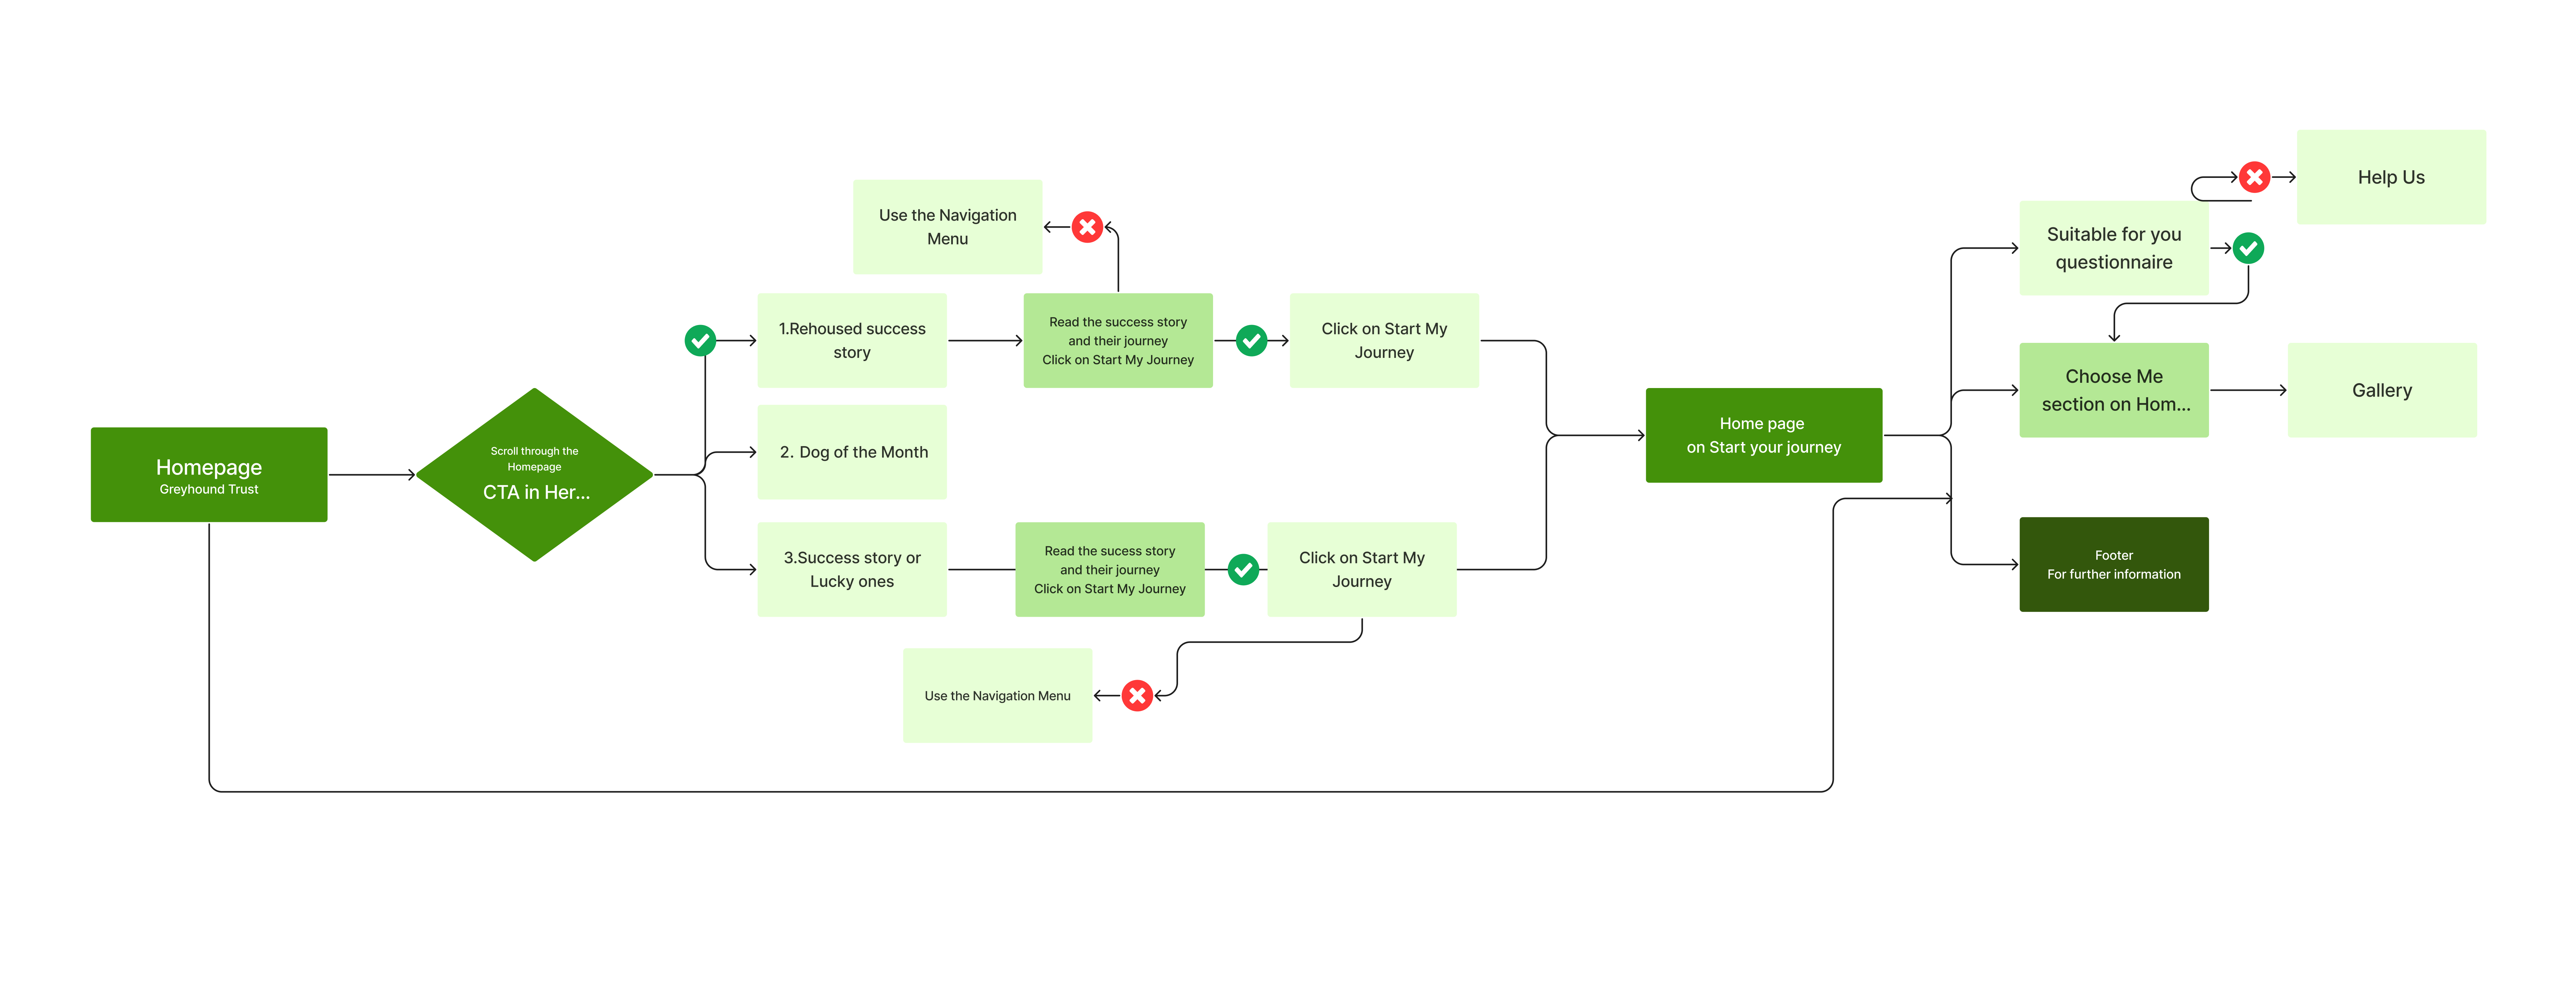 Homepage
Greyhound Trust
Scroll through the
Homepage
CTA in Her...
Use the Navigation
Menu
1.Rehoused success
story
Read the success story
and their journey
Click on Start My Journey
Click on Start My
Journey
2. Dog of the Month
3.Success story or
Lucky ones
Read the sucess story
and their journey
Click on Start My Journey
Click on Start My
Journey
Use the Navigation Menu
Home page
on Start your journey
Help Us
Suitable for you
questionnaire
Choose Me
section on Hom...
Gallery
Footer
For further information